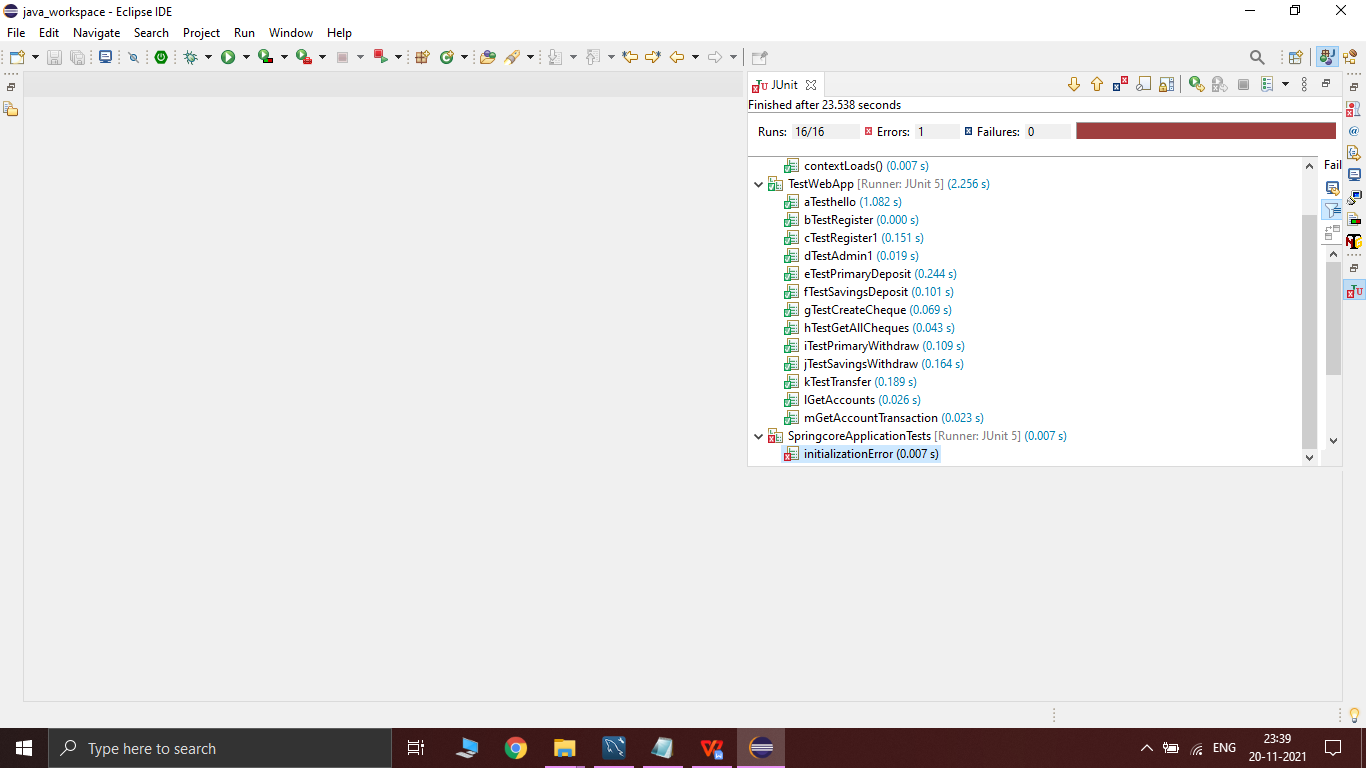 java_workspace - Eclipse IDE
File Edit Navigate Search Project Run Window Help
JUnit
Finished after 23.538 seconds
Runs: 16/16 Errors: 1 Failures: 0
contextLoads() (0.007 s)
Fail
TestWebApp [Runner: JUnit 5] (2.256 s)
aTesthello (1.082 s)
bTestRegister (0.000 s)
cTestRegister1 (0.151 s)
dTestAdmin1 (0.019 s)
eTestPrimaryDeposit (0.244 s)
fTestSavingsDeposit (0.101 s)
gTestCreateCheque (0.069 s)
hTestGetAllCheques (0.043 s)
iTestPrimaryWithdraw (0.109 s)
jTestSavingsWithdraw (0.164 s)
kTestTransfer (0.189 s)
lGetAccounts (0.026 s)
mGetAccountTransaction (0.023 s)
SpringcoreApplicationTests [Runner: JUnit 5] (0.007 s)
initializationError (0.007 s)
Type here to search
ENG
23:39
20-11-2021